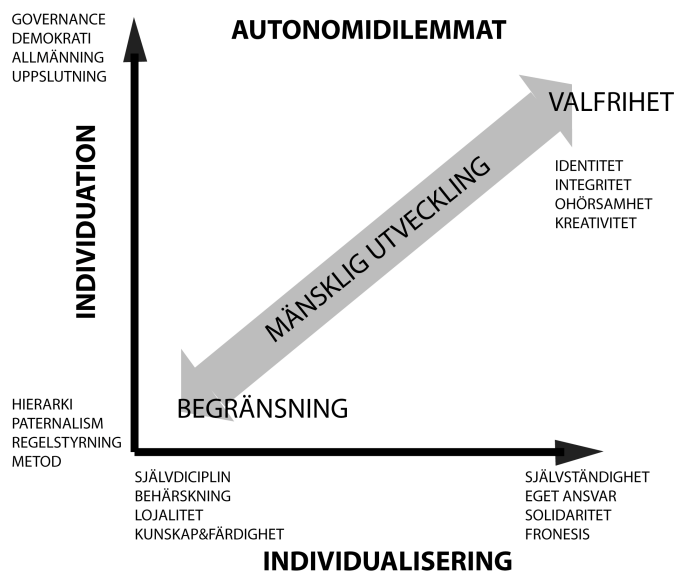 GOVERNANCE
DEMOKRATI
ALLMÄNNING
UPPSLUTNING
AUTONOMIDILEMMAT
VALFRIHET
IDENTITET
INTEGRITET
OHÖRSAMHET
KREATIVITET
INDIVIDUATION
MÄNSKLIG UTVECKLING
BEGRÄNSNING
HIERARKI
PATERNALISM
REGELSTYRNING
METOD
SJÄLVDICIPLIN
BEHÄRSKNING
LOJALITET
KUNSKAP&FÄRDIGHET
SJÄLVSTÄNDIGHET
EGET ANSVAR
SOLIDARITET
FRONESIS
INDIVIDUALISERING